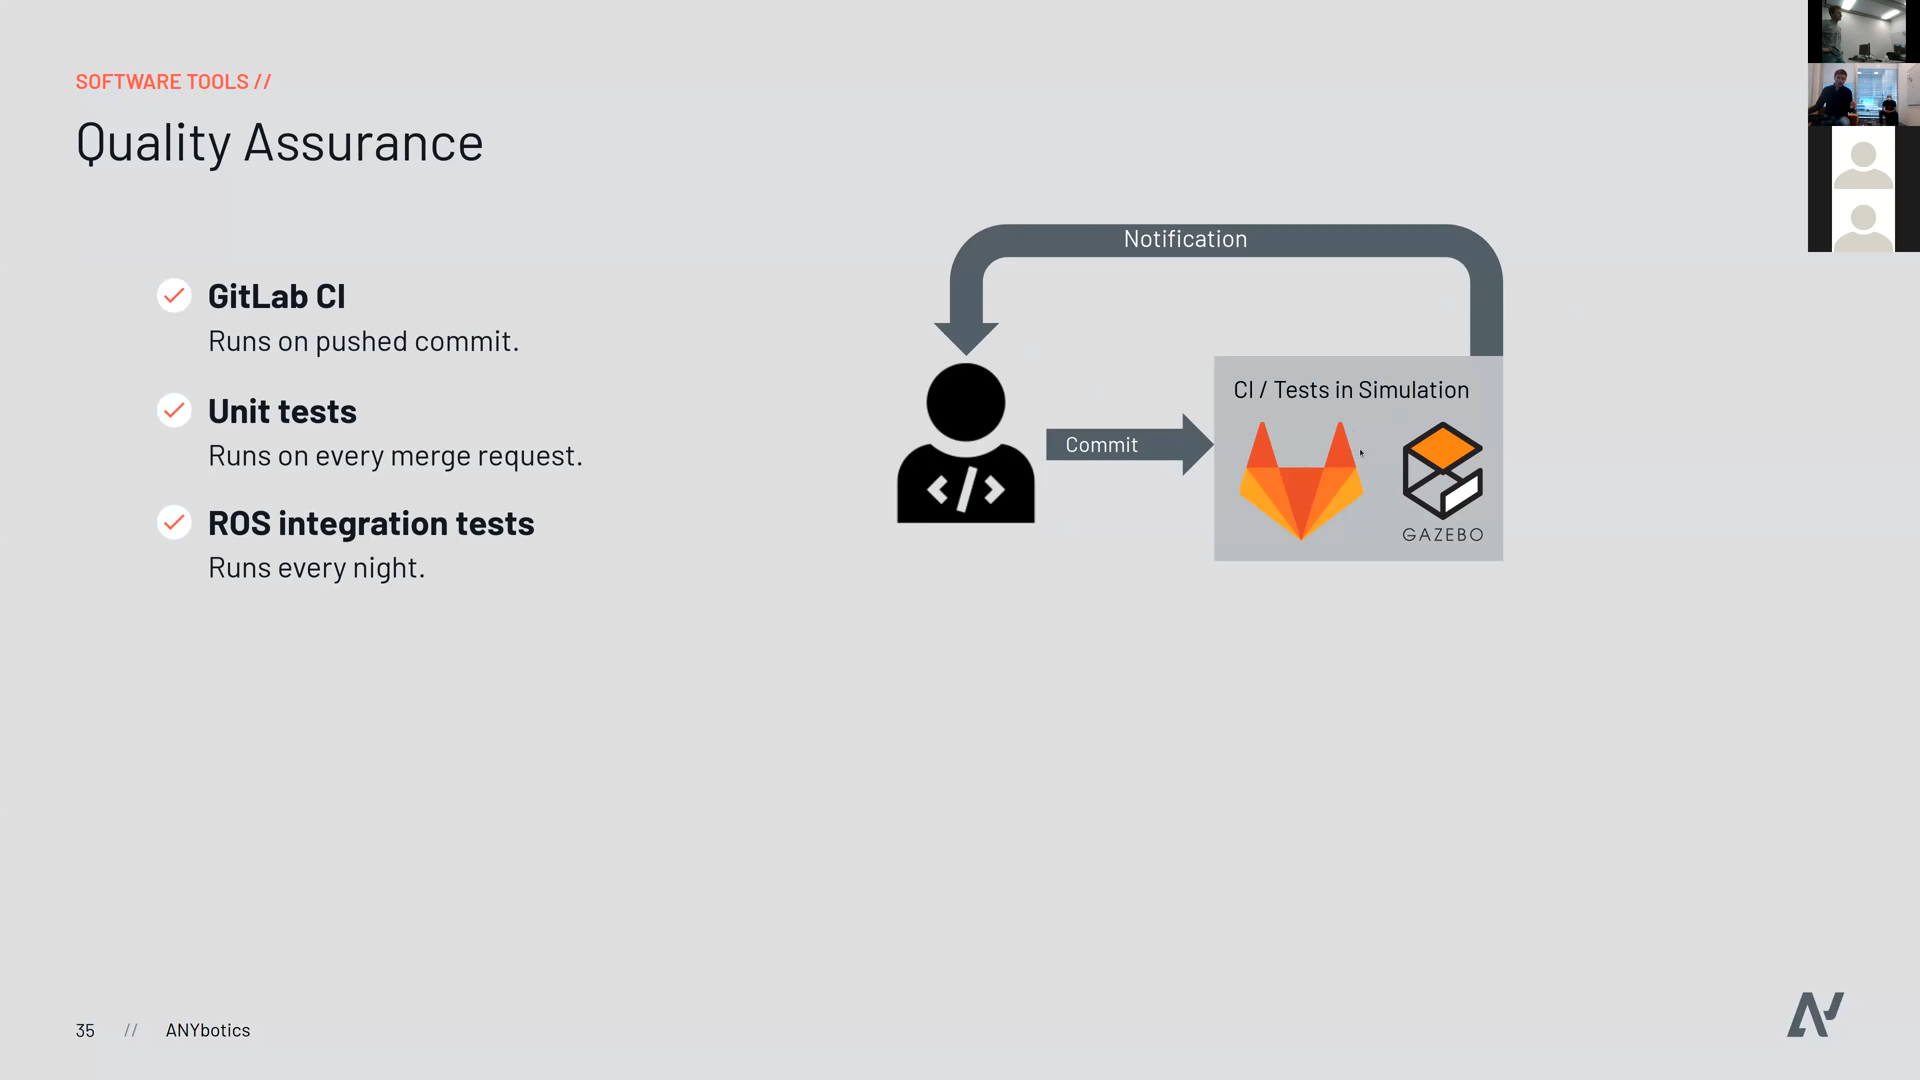 SOFTWARE TOOLS //
Quality Assurance
GitLab CI
Runs on pushed commit.
Unit tests
Runs on every merge request.
ROS integration tests
Runs every night.
Notification
Commit
CI / Tests in Simulation
</>
GAZEBO
35 // ANYbotics